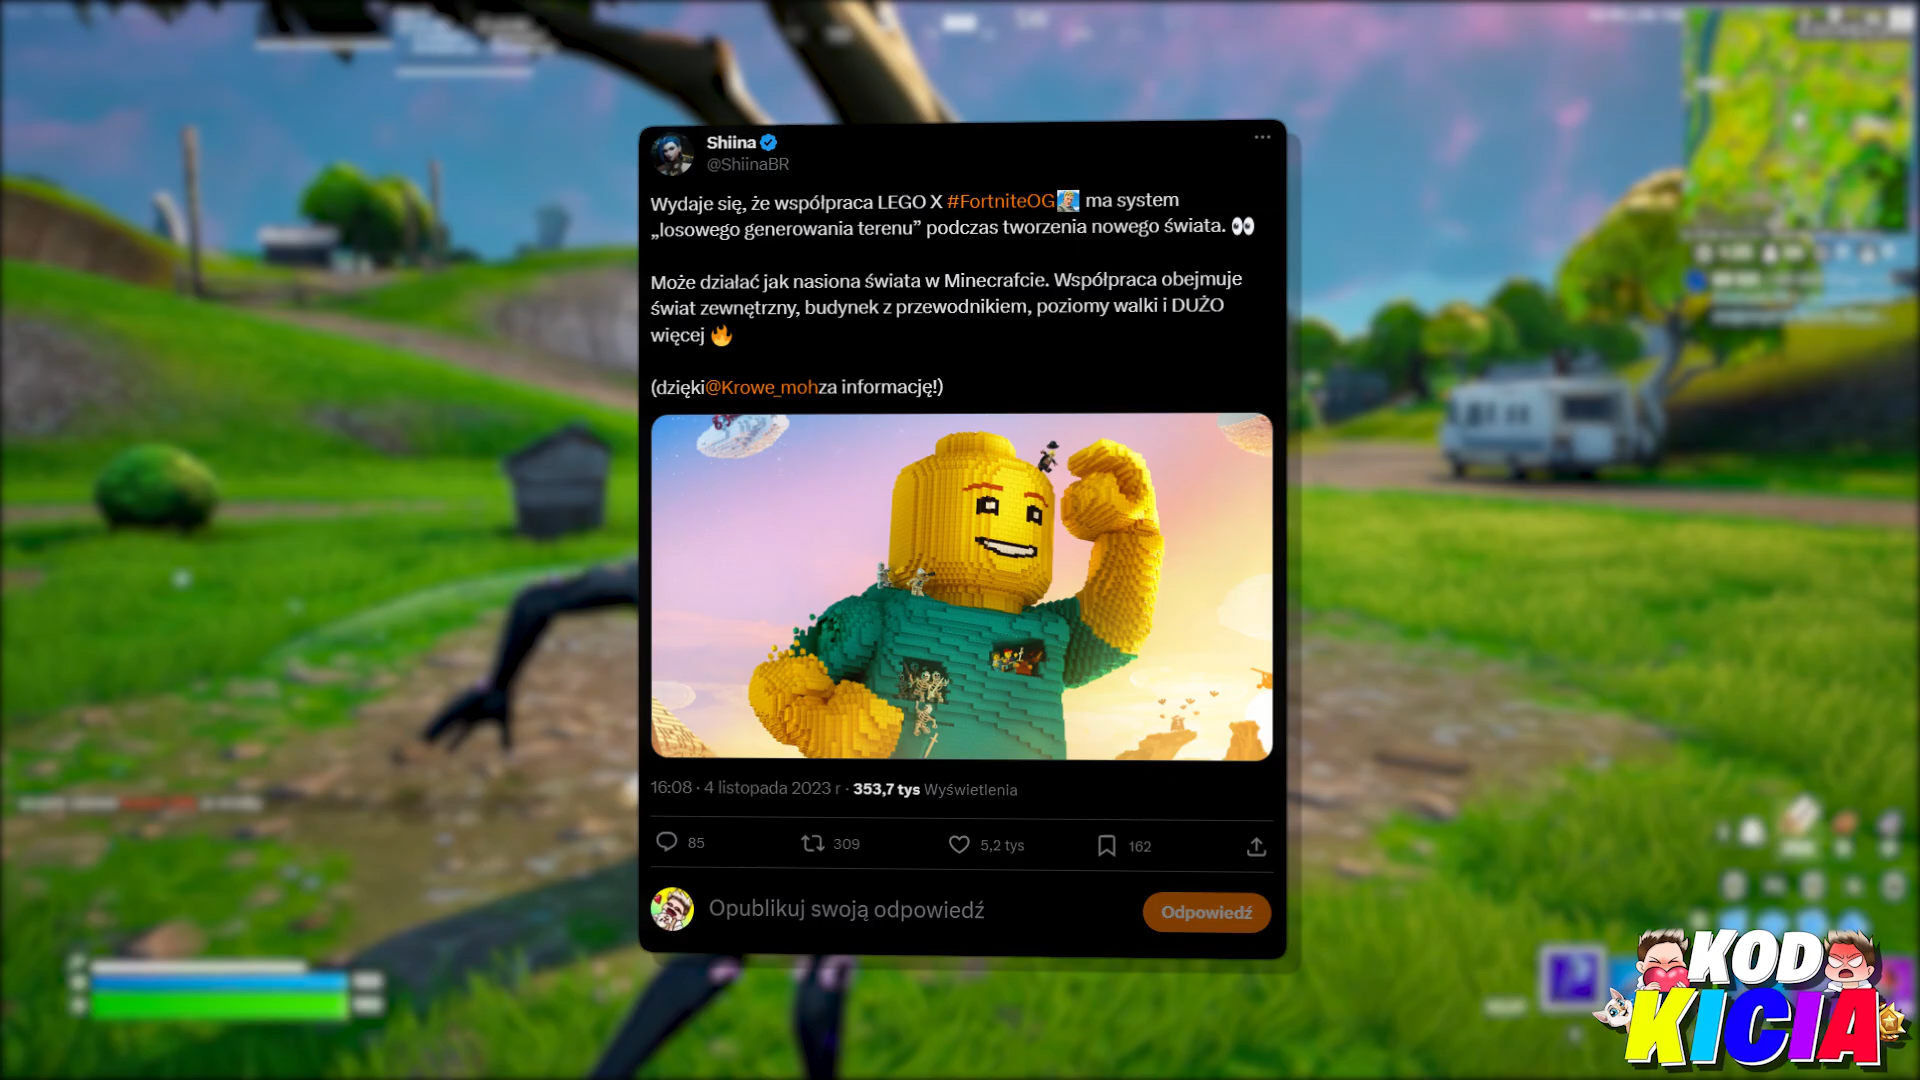 Shiina
@ShiinaBR
Wydaje się, że współpraca LEGO X #FortniteOG ma system
„losowego generowania terenu” podczas tworzenia nowego świata. 👀
Może działać jak nasiona świata w Minecrafcie. Współpraca obejmuje
świat zewnętrzny, budynek z przewodnikiem, poziomy walki i DUŻO
więcej 🔥
(dzięki@Krowe_mohza informację!)
16:08 · 4 listopada 2023 r · 353,7 tys Wyświetlenia
85 309 5,2 tys 162
Opublikuj swoją odpowiedź
Odpowiedź
KOD
KICIA